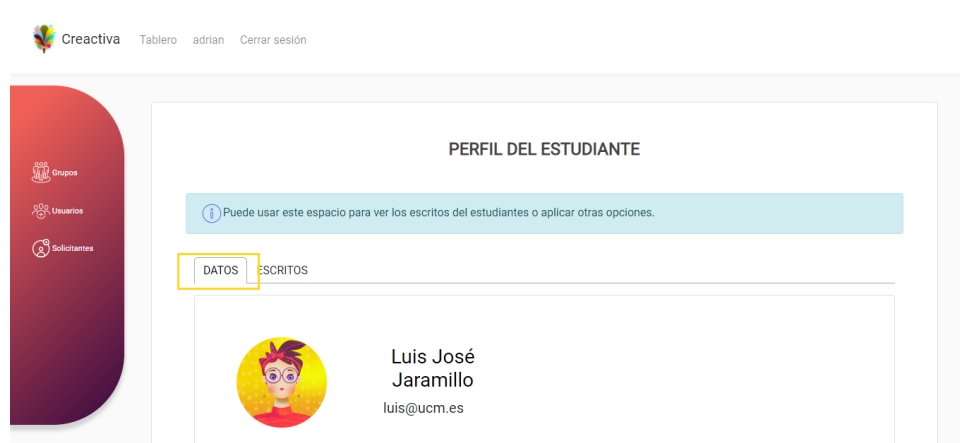 Creactiva Tablero adrian Cerrar sesión
PERFIL DEL ESTUDIANTE
Grupos
Usuarios
Solicitantes
Puede usar este espacio para ver los escritos del estudiantes o aplicar otras opciones.
DATOS ESCRITOS
Luis José
Jaramillo
luis@ucm.es